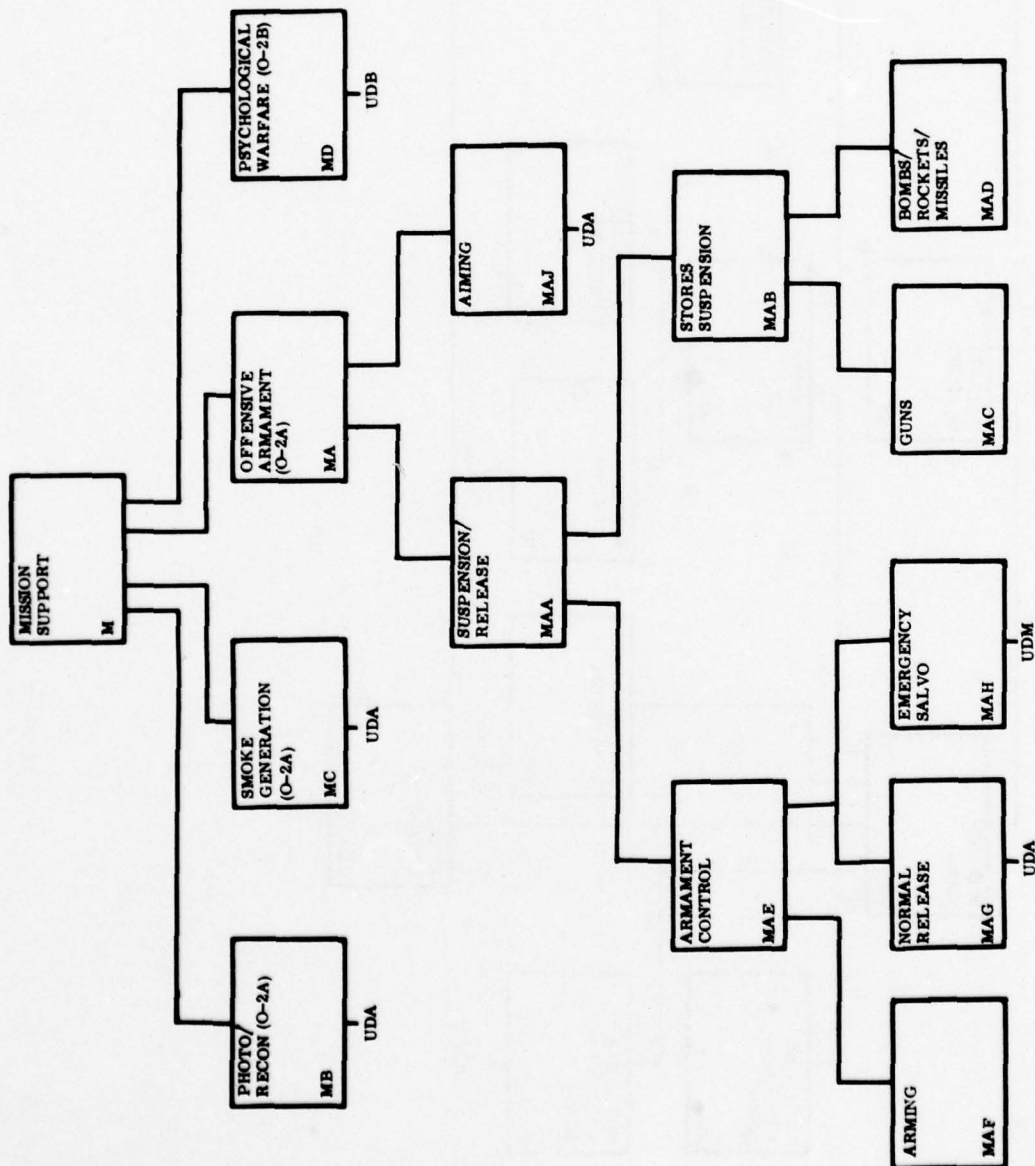 MISSION
SUPPORT
M
PHOTO/
RECON (O-2A)
MB
UDA
SMOKE
GENERATION
(O-2A)
MC
UDA
OFFENSIVE
ARMAMENT
(O-2A)
MA
PSYCHOLOGICAL
WARFARE (O-2B)
MD
UDB
SUSPENSION/
RELEASE
MAA
AIMING
MAJ
UDA
ARMAMENT
CONTROL
MAE
STORES
SUSPENSION
MAB
ARMING
MAF
NORMAL
RELEASE
MAG
UDA
EMERGENCY
SALVO
MAH
UDM
GUNS
MAC
BOMBS/
ROCKETS/
MISSILES
MAD